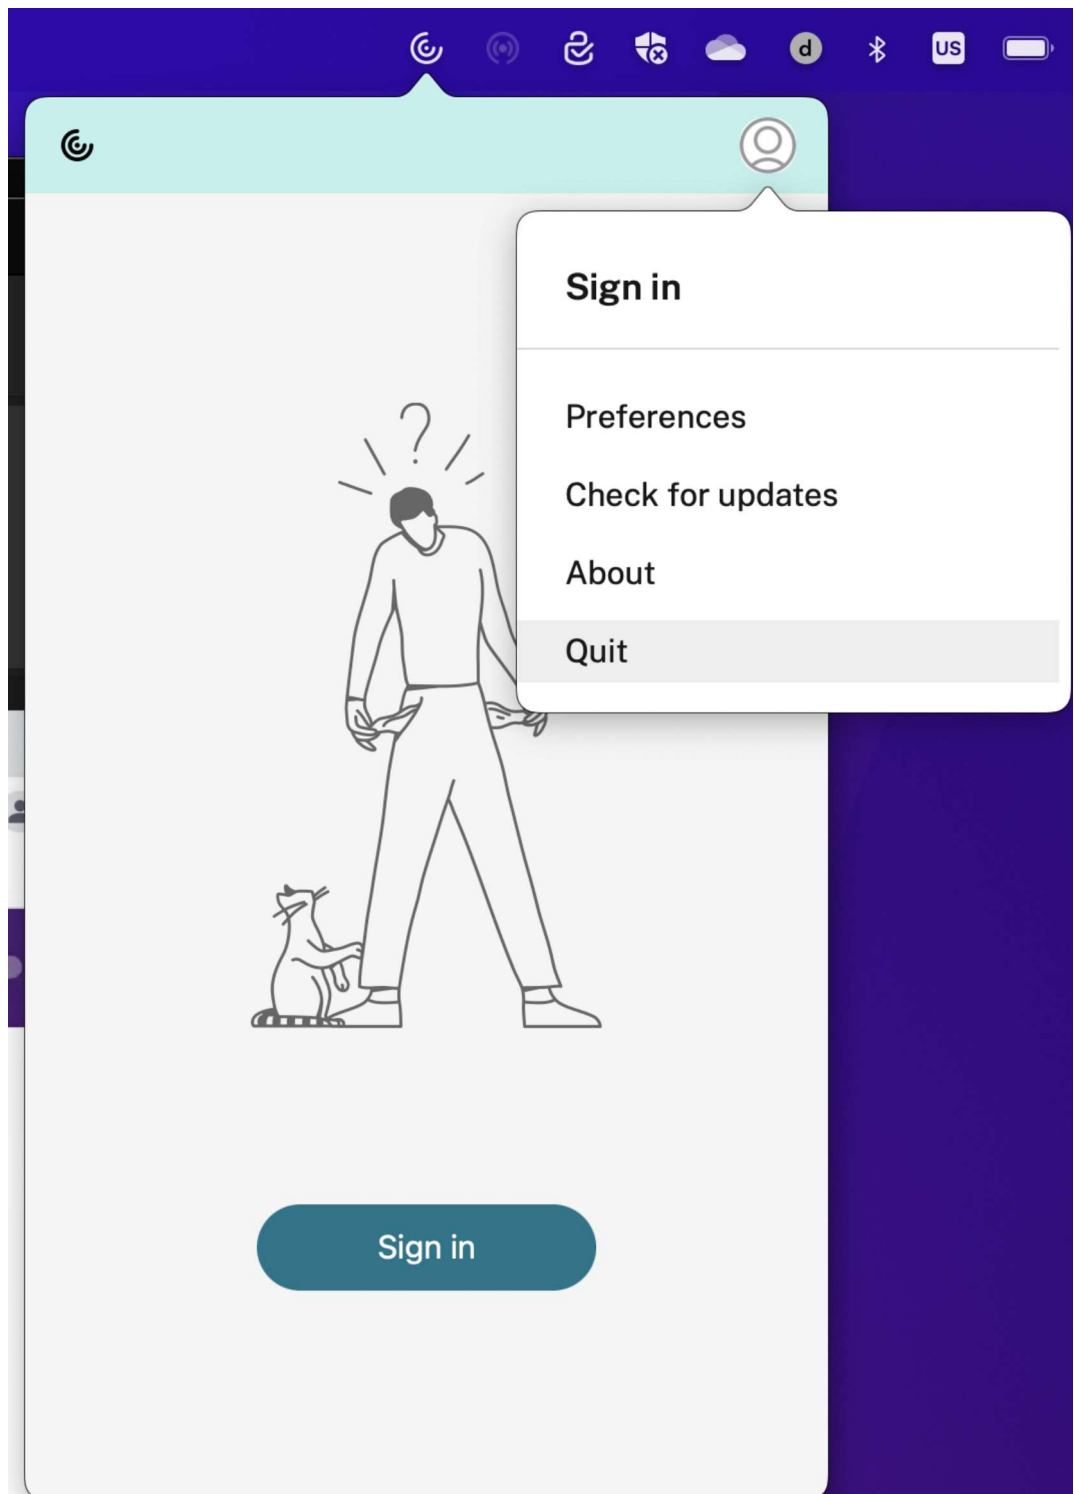 d
US
Sign in
Preferences
Check for updates
About
Quit
?
Sign in